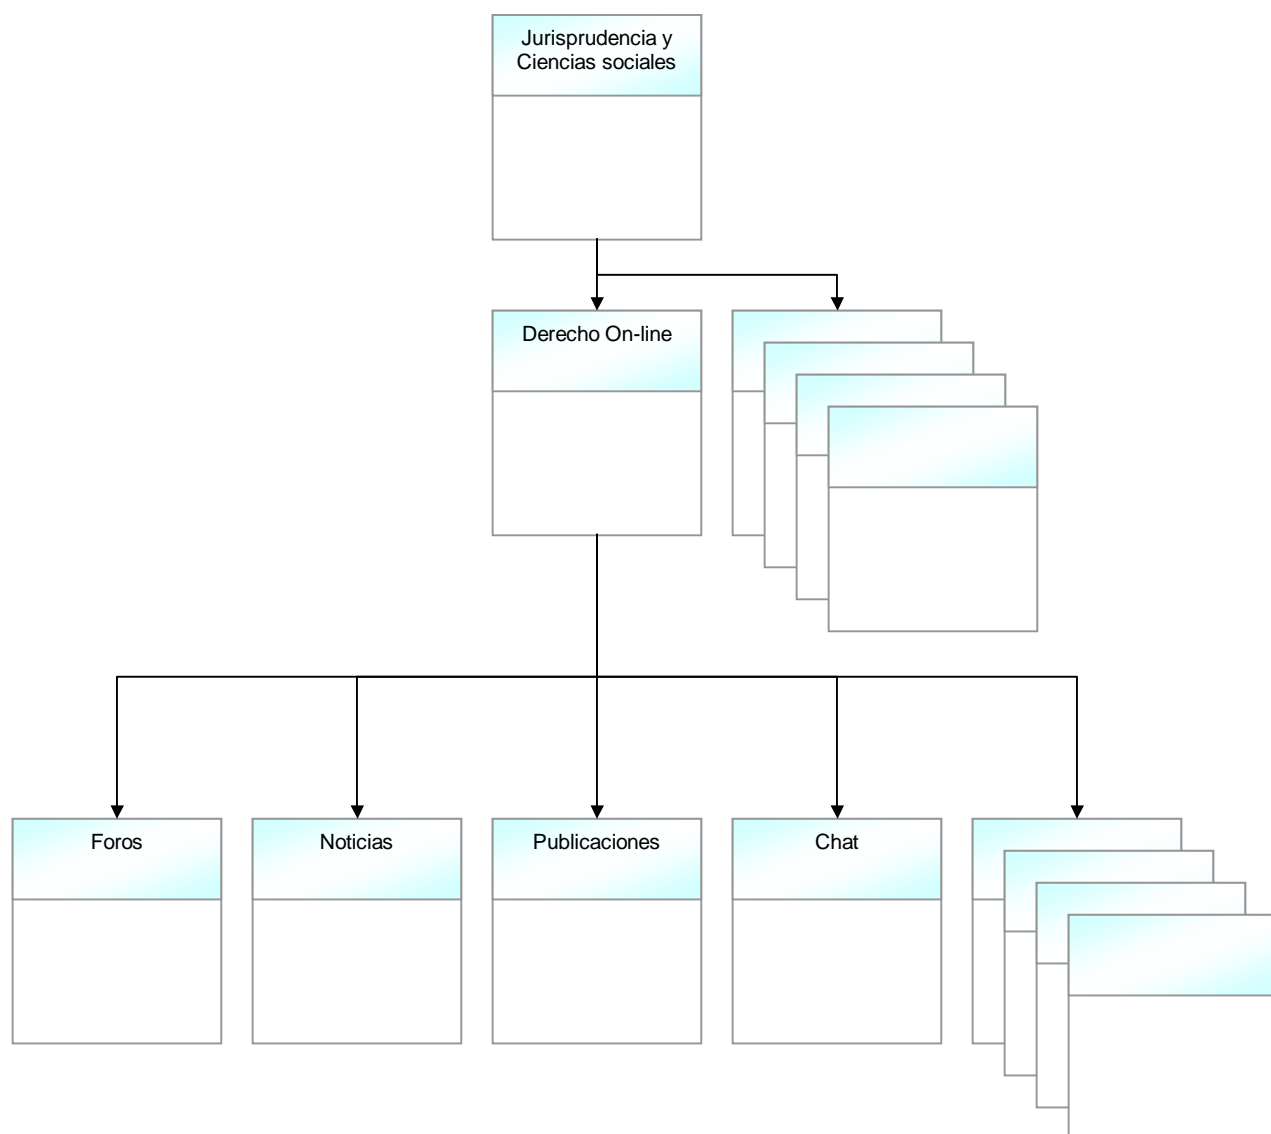 Jurisprudencia y
Ciencias sociales
Derecho On-line
Foros
Noticias
Publicaciones
Chat